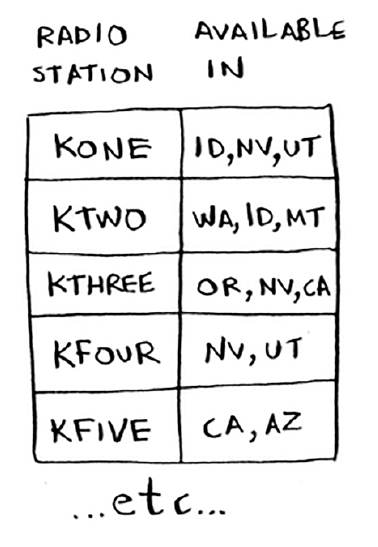 RADIO STATION AVAILABLE IN
KONE ID,NV,UT
KTWO WA, ID, MT
KTHREE OR, NV,CA
KFOUR NV, UT
KFIVE CA, AZ
...etc...